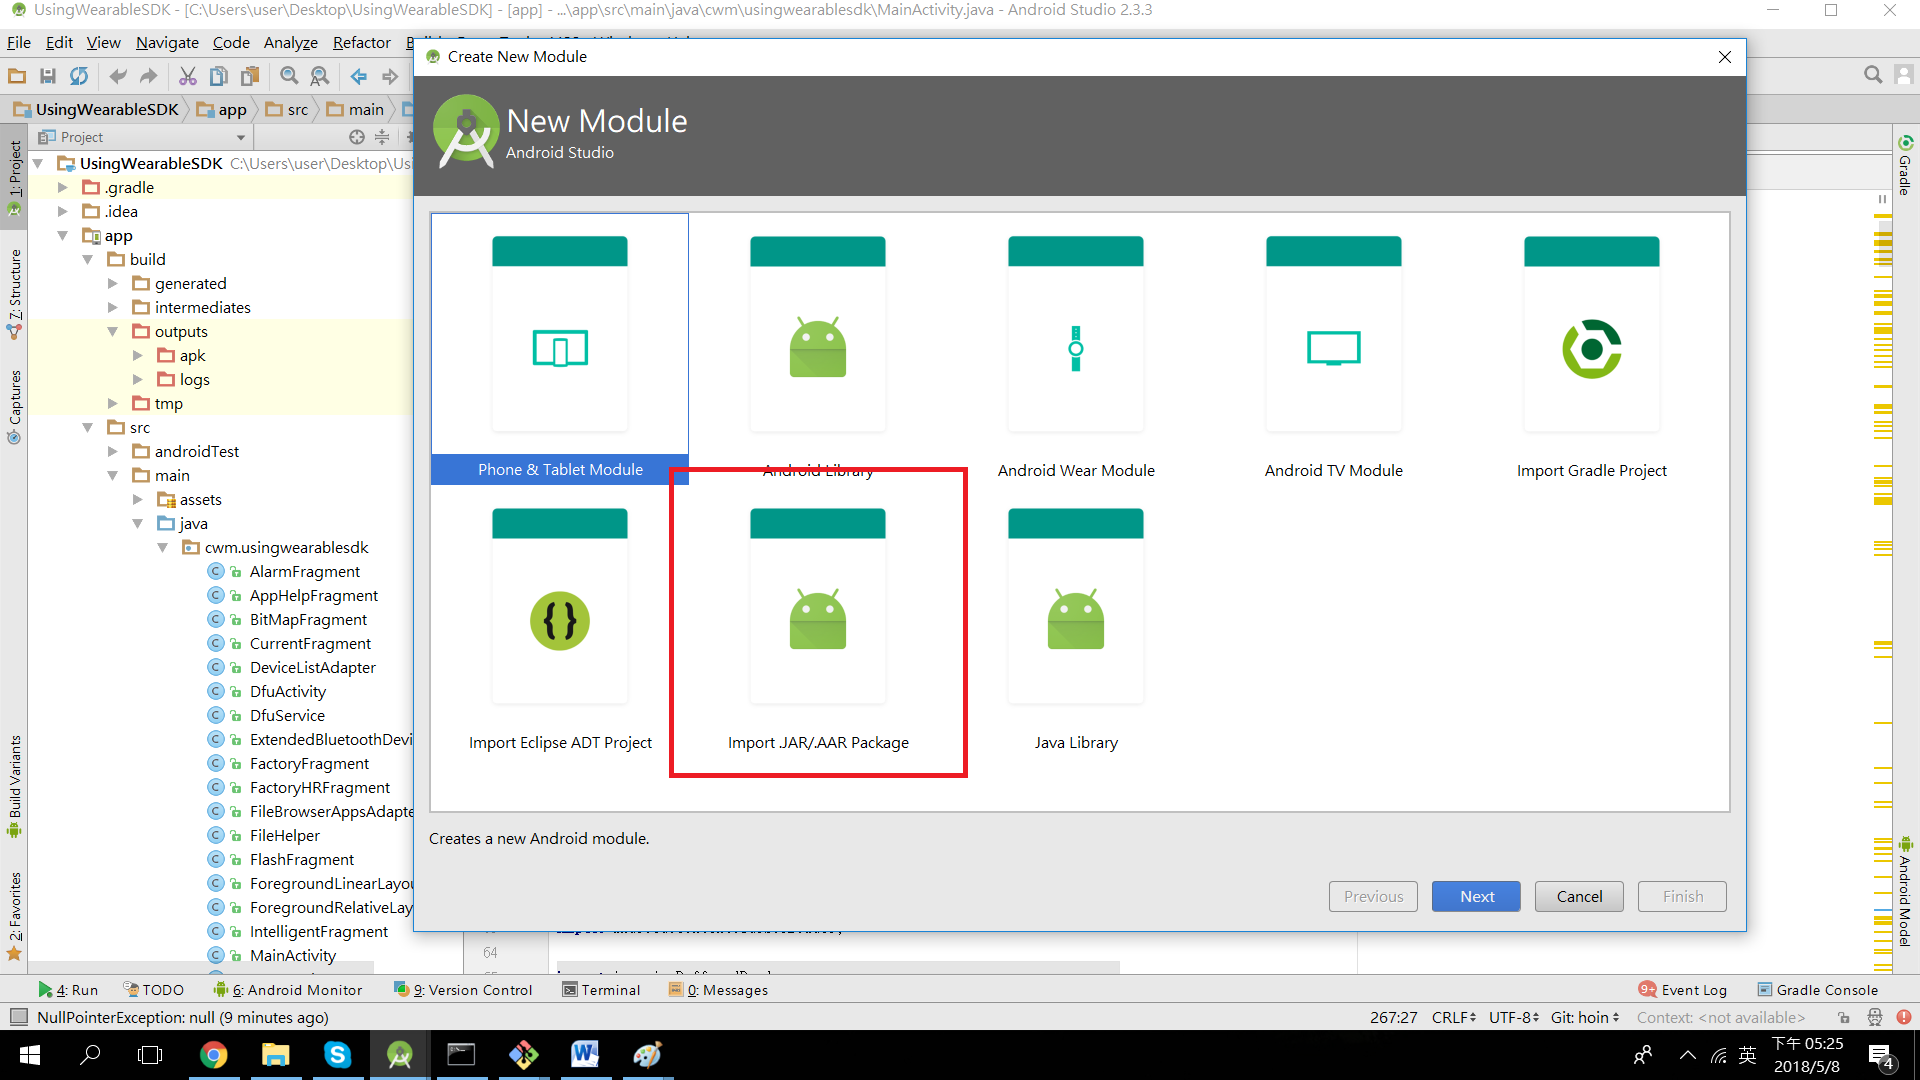 UsingWearableSDK - [C:\Users\user\Desktop\UsingWearableSDK] - [app] - ...\app\src\main\java\cwm\usingwearablesdk\MainActivity.java - Android Studio 2.3.3
File Edit View Navigate Code Analyze Refactor
Create New Module
New Module
Android Studio
UsingWearableSDK app src main
Project
UsingWearableSDK C:\Users\user\Desktop\Usi
.gradle
.idea
app
build
generated
intermediates
outputs
apk
logs
tmp
src
androidTest
main
assets
java
cwm.usingwearablesdk
AlarmFragment
AppHelpFragment
BitMapFragment
CurrentFragment
DeviceListAdapter
DfuActivity
DfuService
ExtendedBluetoothDevi
FactoryFragment
FactoryHRFragment
FileBrowserAppsAdapte
FileHelper
FlashFragment
ForegroundLinearLayou
ForegroundRelativeLay
IntelligentFragment
MainActivity
1: Project
7: Structure
Captures
Build Variants
2: Favorites
Phone & Tablet Module
Android Library
Android Wear Module
Android TV Module
Import Gradle Project
Import Eclipse ADT Project
Import .JAR/.AAR Package
Java Library
Creates a new Android module.
Previous Next Cancel Finish
64
Gradle
Android Model
4: Run TODO 6: Android Monitor 9: Version Control Terminal 0: Messages 9+ Event Log Gradle Console
NullPointerException: null (9 minutes ago) 267:27 CRLF UTF-8 Git: hoin Context: <not available>
英 下午 05:25
2018/5/8
4